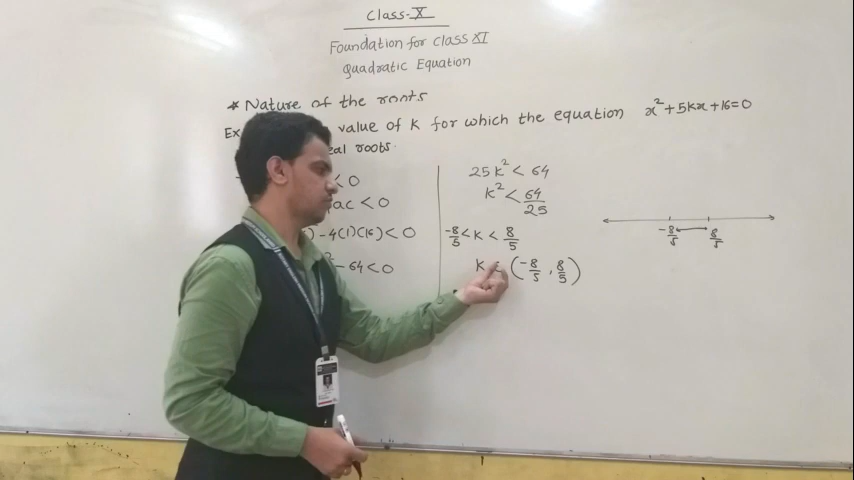 Class-X
Foundation for class XI
Quadratic Equation
* Nature of the roots
Ex value of K for which the equation x²+5Kx+16=0
eal roots.
<0
ac < 0
-4(1)(16) < 0
²-64<0
25K² < 64
K² < 64/25
-8/5 < K < 8/5
K ∈ (-8/5, 8/5)
-8/5 8/5